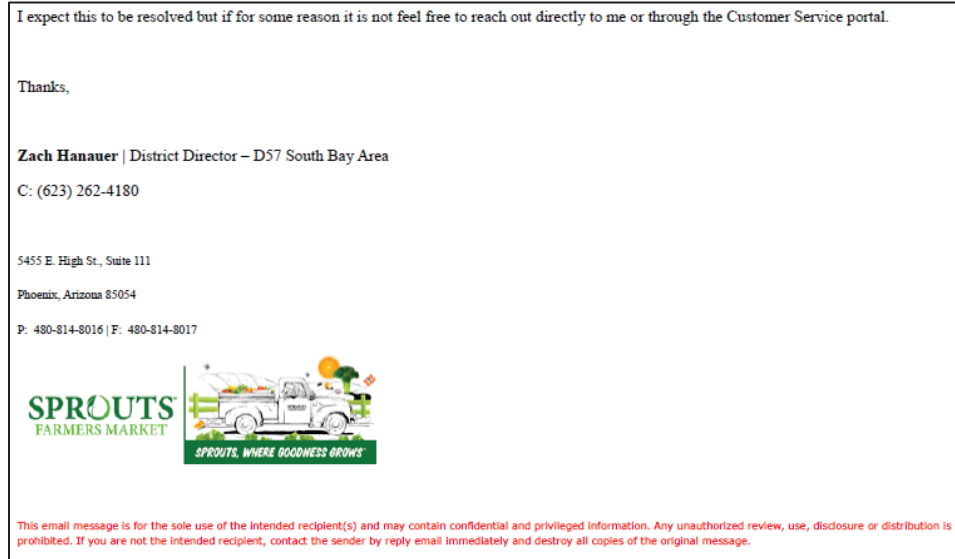 I expect this to be resolved but if for some reason it is not feel free to reach out directly to me or through the Customer Service portal.
Thanks,
Zach Hanauer | District Director – D57 South Bay Area
C: (623) 262-4180
5455 E. High St., Suite 111
Phoenix, Arizona 85054
P:  480-814-8016 | F:  480-814-8017
SPROUTS
FARMERS MARKET
SPROUTS, WHERE GOODNESS GROWS
This email message is for the sole use of the intended recipient(s) and may contain confidential and privileged information. Any unauthorized review, use, disclosure or distribution is
prohibited. If you are not the intended recipient, contact the sender by reply email immediately and destroy all copies of the original message.